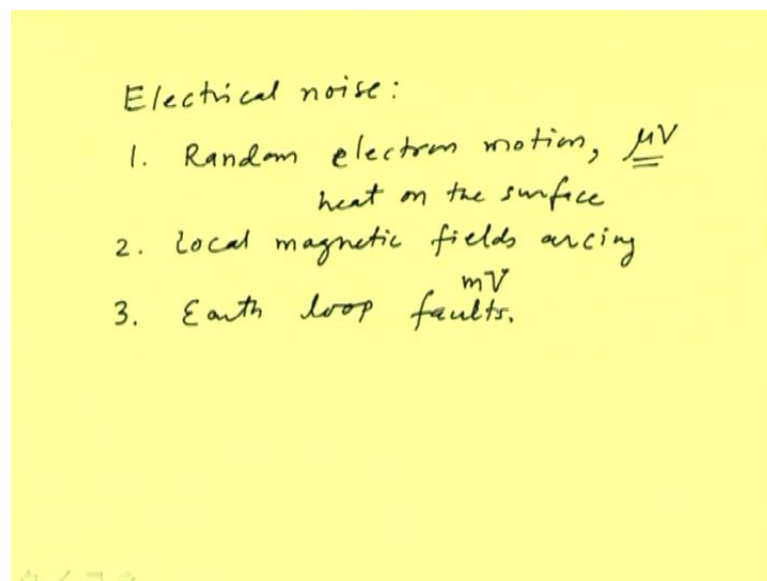 Electrical noise:
1. Random electron motion, μV
heat on the surface
2. Local magnetic fields arcing
mV
3. Earth loop faults.